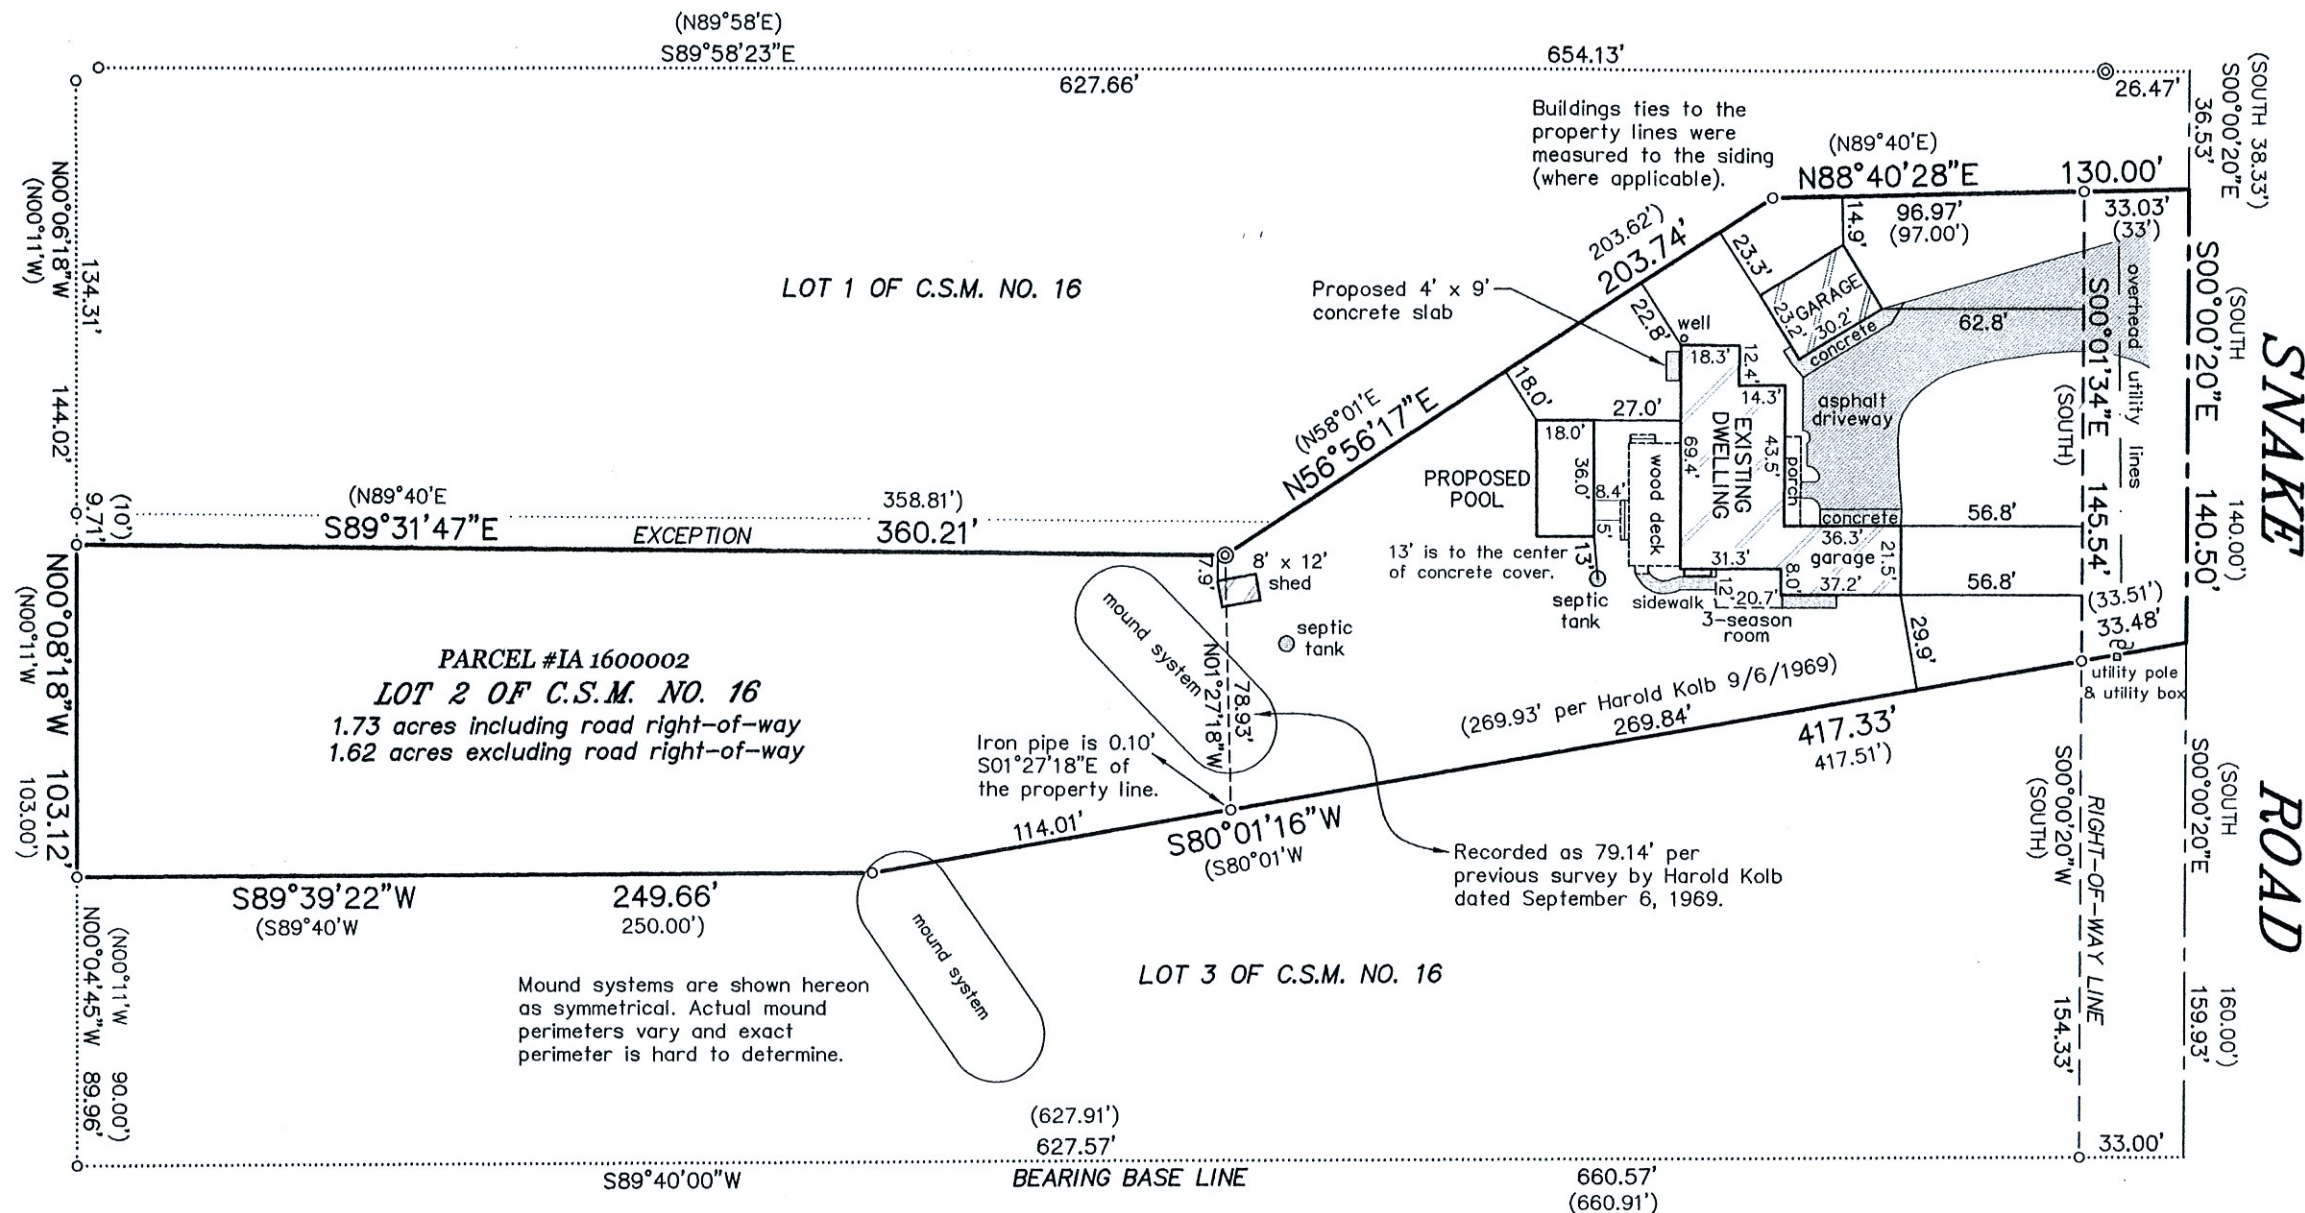 (N89°58'E)
S89°58'23"E
627.66'
654.13'
26.47'
(SOUTH 38.33')
S00°00'20"E
36.53'
Buildings ties to the
property lines were
measured to the siding
(where applicable).
(N89°40'E)
N88°40'28"E
130.00'
96.97'
(97.00')
33.03'
(33')
14.9'
23.3'
203.62')
203.74'
N00°06'18"W
(N00°11'W)
134.31'
144.02'
LOT 1 OF C.S.M. NO. 16
Proposed 4' x 9'
concrete slab
22.8'
well
GARAGE
23.2'
30.2'
concrete
62.8'
overhead utility lines
S00°01'34"E 145.54'
(SOUTH)
S00°00'20"E 140.50'
(SOUTH 140.00')
SNAKE ROAD
18.3'
12.4'
14.3'
asphalt
driveway
18.0'
27.0'
(N58°01'E
N56°56'17"E
18.0'
36.0'
PROPOSED
POOL
8.4'
5'
wood deck
69.4'
EXISTING
DWELLING
43.5'
porch
concrete
56.8'
36.3'
garage
21.5'
31.3'
8.0'
37.2'
56.8'
13'
13' is to the center
of concrete cover.
septic
tank
sidewalk
12'
20.7'
3-season
room
(33.51')
33.48'
29.9'
utility pole
& utility box
9.71'
(10')
(N89°40'E 358.81')
S89°31'47"E EXCEPTION 360.21'
7.9'
8' x 12'
shed
septic
tank
mound system
N01°27'18"W
78.93'
N00°08'18"W 103.12'
(N00°11'W 103.00')
PARCEL #IA 1600002
LOT 2 OF C.S.M. NO. 16
1.73 acres including road right-of-way
1.62 acres excluding road right-of-way
Iron pipe is 0.10'
S01°27'18"E of
the property line.
(269.93' per Harold Kolb 9/6/1969)
269.84'
417.33'
417.51')
114.01'
S80°01'16"W
(S80°01'W
Recorded as 79.14' per
previous survey by Harold Kolb
dated September 6, 1969.
S00°00'20"W 154.33'
(SOUTH)
RIGHT-OF-WAY LINE
(SOUTH 160.00')
S00°00'20"E 159.93'
S89°39'22"W 249.66'
(S89°40'W 250.00')
mound system
(N00°11'W 90.00')
N00°04'45"W 89.96'
Mound systems are shown hereon
as symmetrical. Actual mound
perimeters vary and exact
perimeter is hard to determine.
LOT 3 OF C.S.M. NO. 16
(627.91')
627.57'
33.00'
S89°40'00"W
BEARING BASE LINE
660.57'
(660.91')